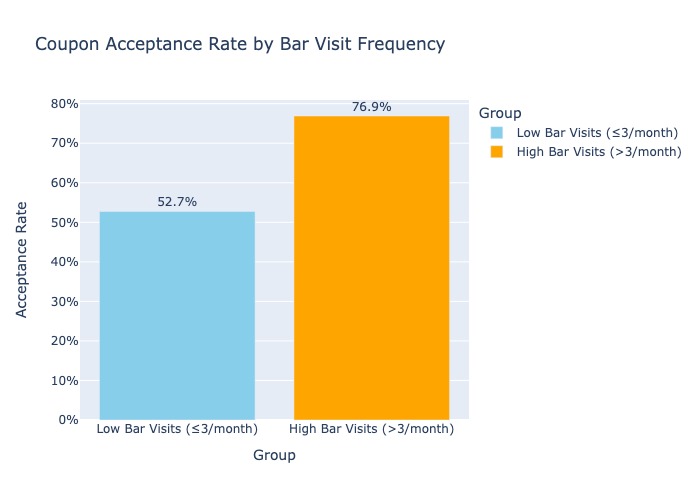 Coupon Acceptance Rate by Bar Visit Frequency
80%
70%
60%
50%
40%
30%
20%
10%
0%
Acceptance Rate
52.7%
76.9%
Low Bar Visits (≤3/month)
High Bar Visits (>3/month)
Group
Group
Low Bar Visits (≤3/month)
High Bar Visits (>3/month)